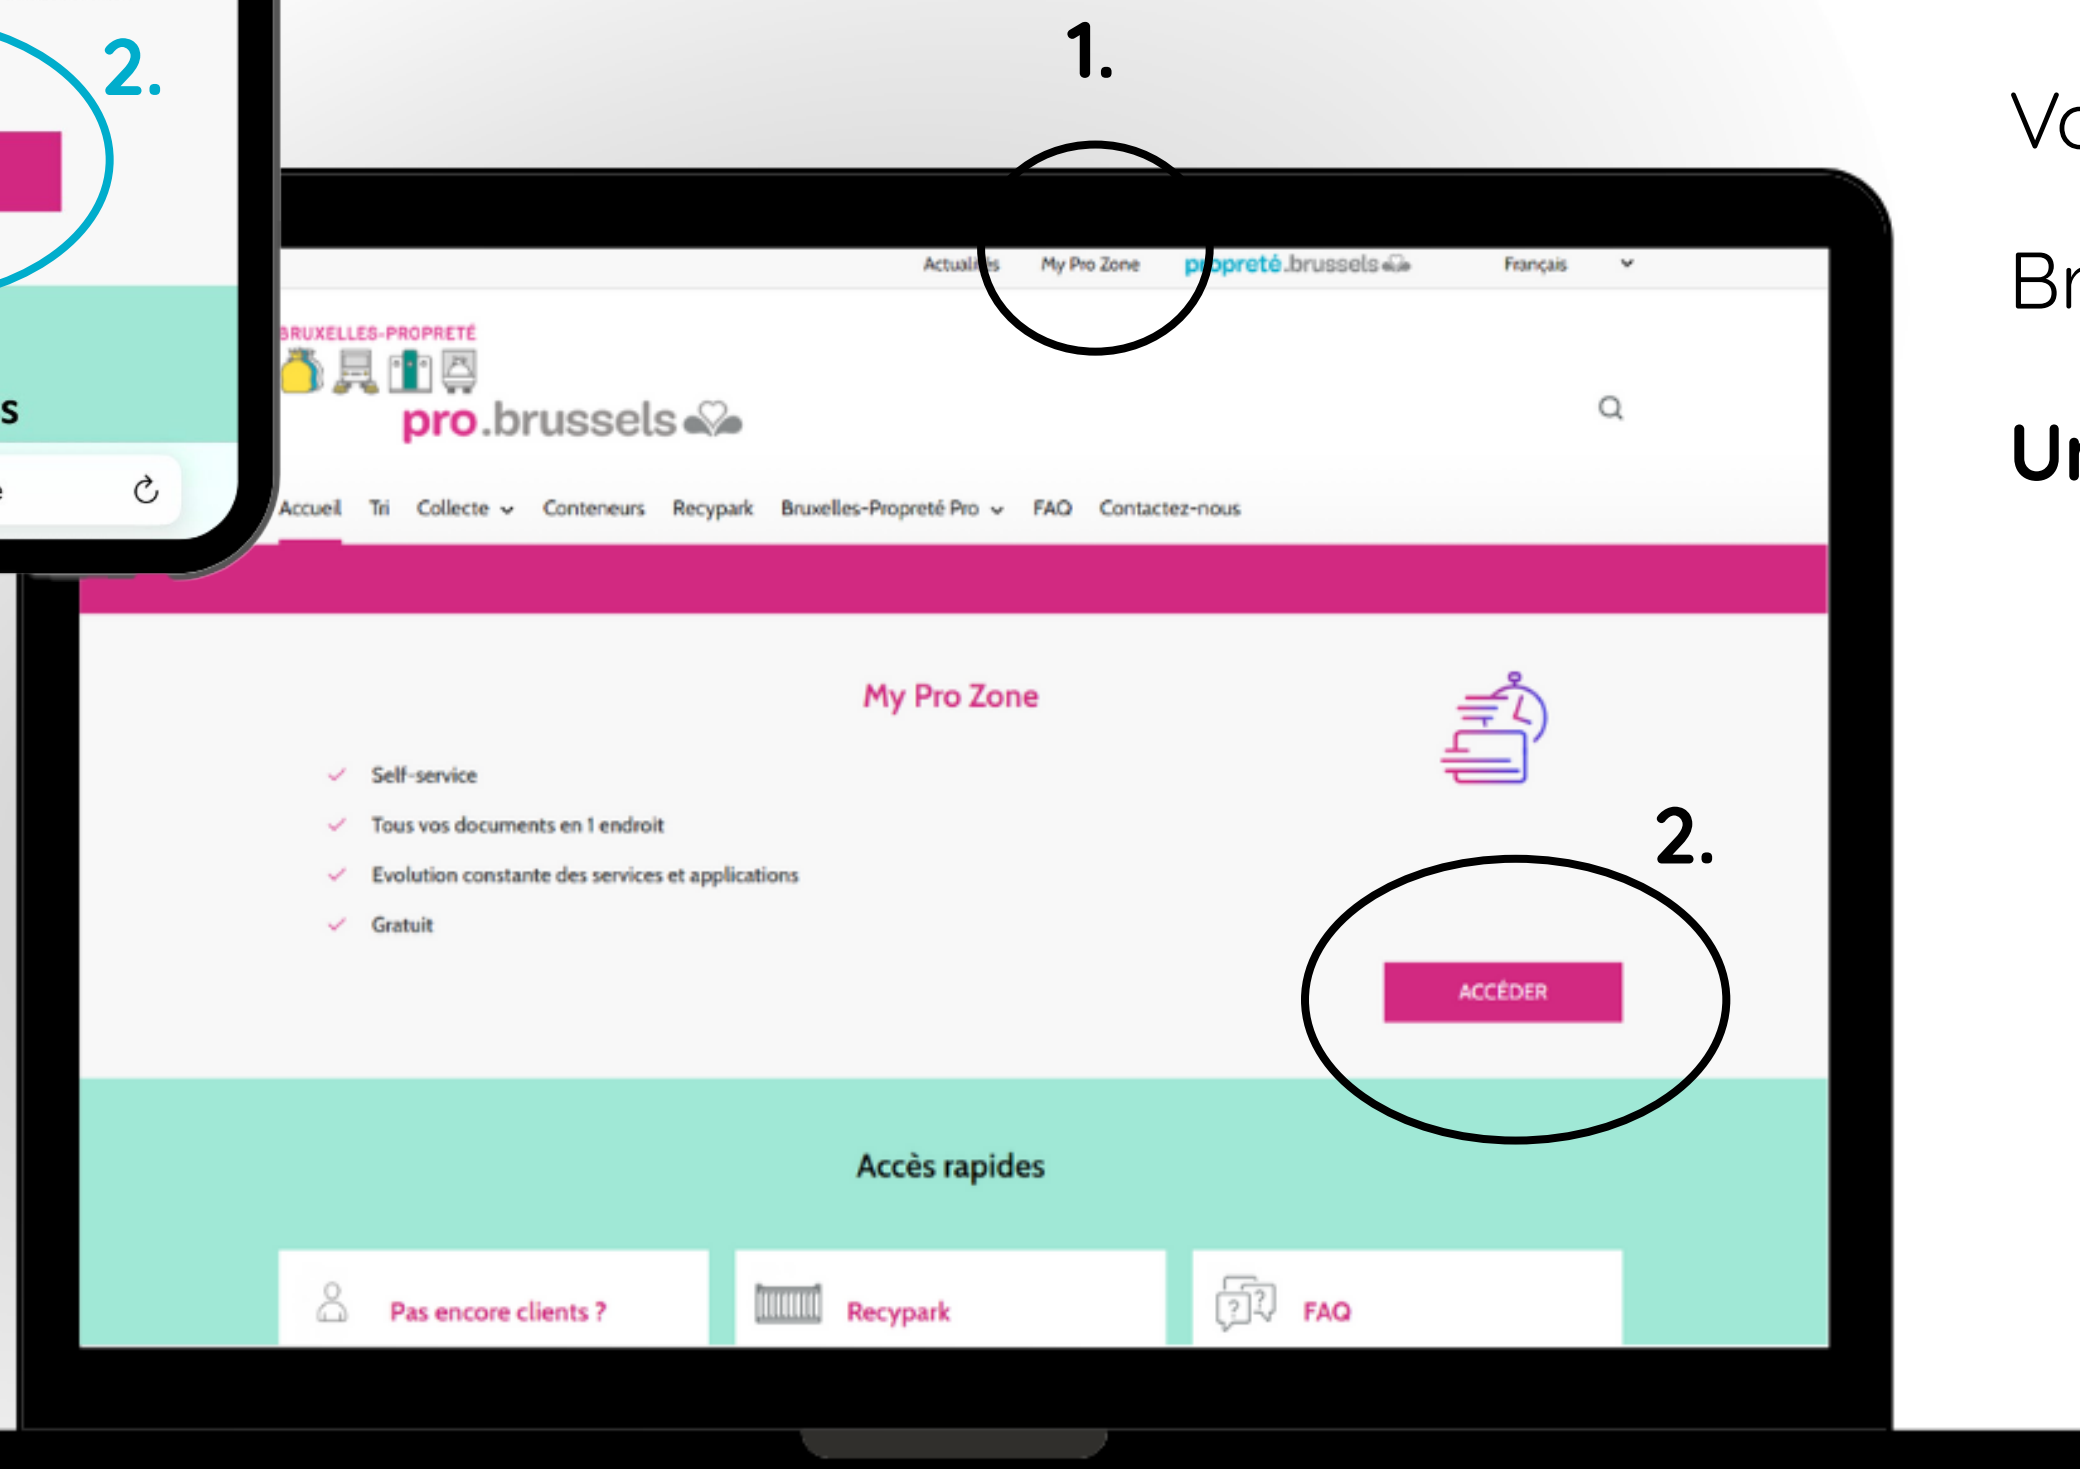 1.
2.
s
Actualités My Pro Zone propreté.brussels Français
BRUXELLES-PROPRETÉ
pro.brussels
Accueil Tri Collecte Conteneurs Recypark Bruxelles-Propreté Pro FAQ Contactez-nous
My Pro Zone
Self-service
Tous vos documents en 1 endroit
Evolution constante des services et applications
Gratuit
2.
ACCÉDER
Accès rapides
Pas encore clients ?
Recypark
FAQ